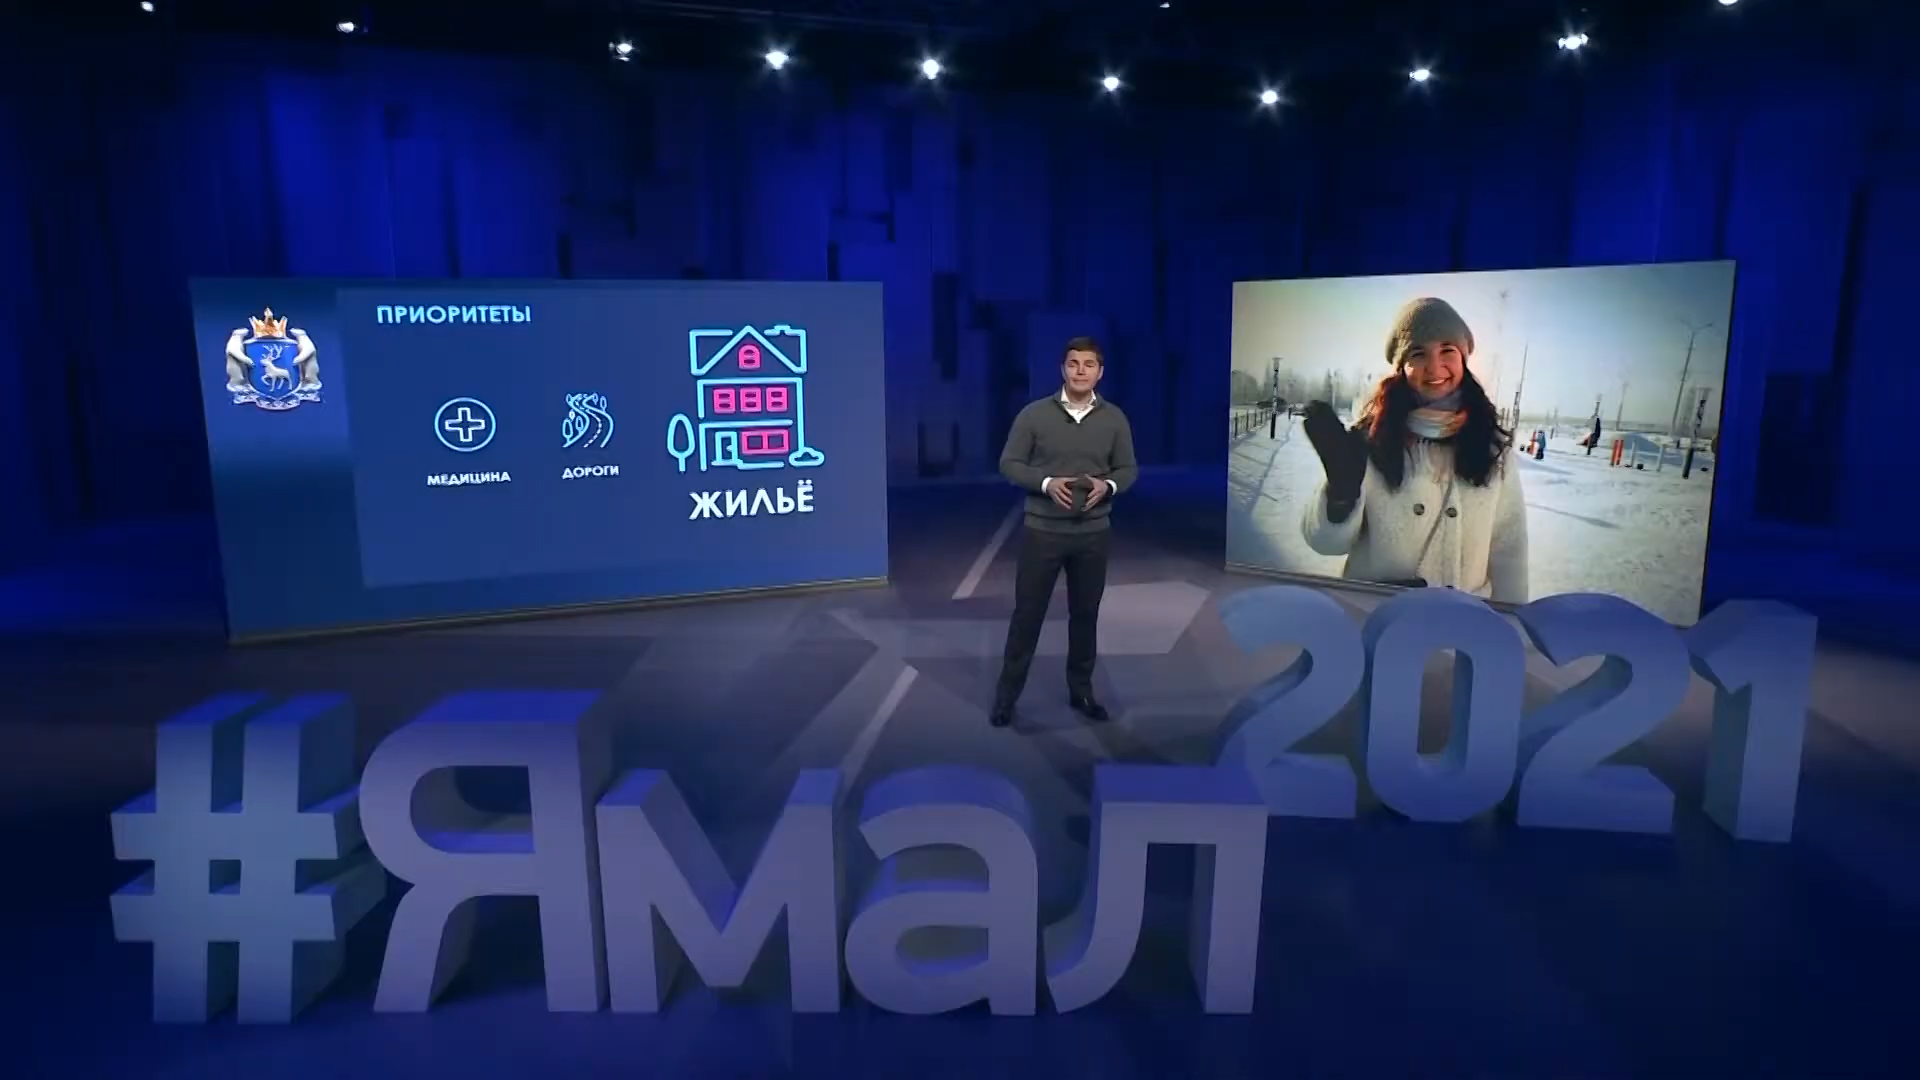 ПРИОРИТЕТЫ
МЕДИЦИНА
ДОРОГИ
ЖИЛЬЁ
#Ямал
2021